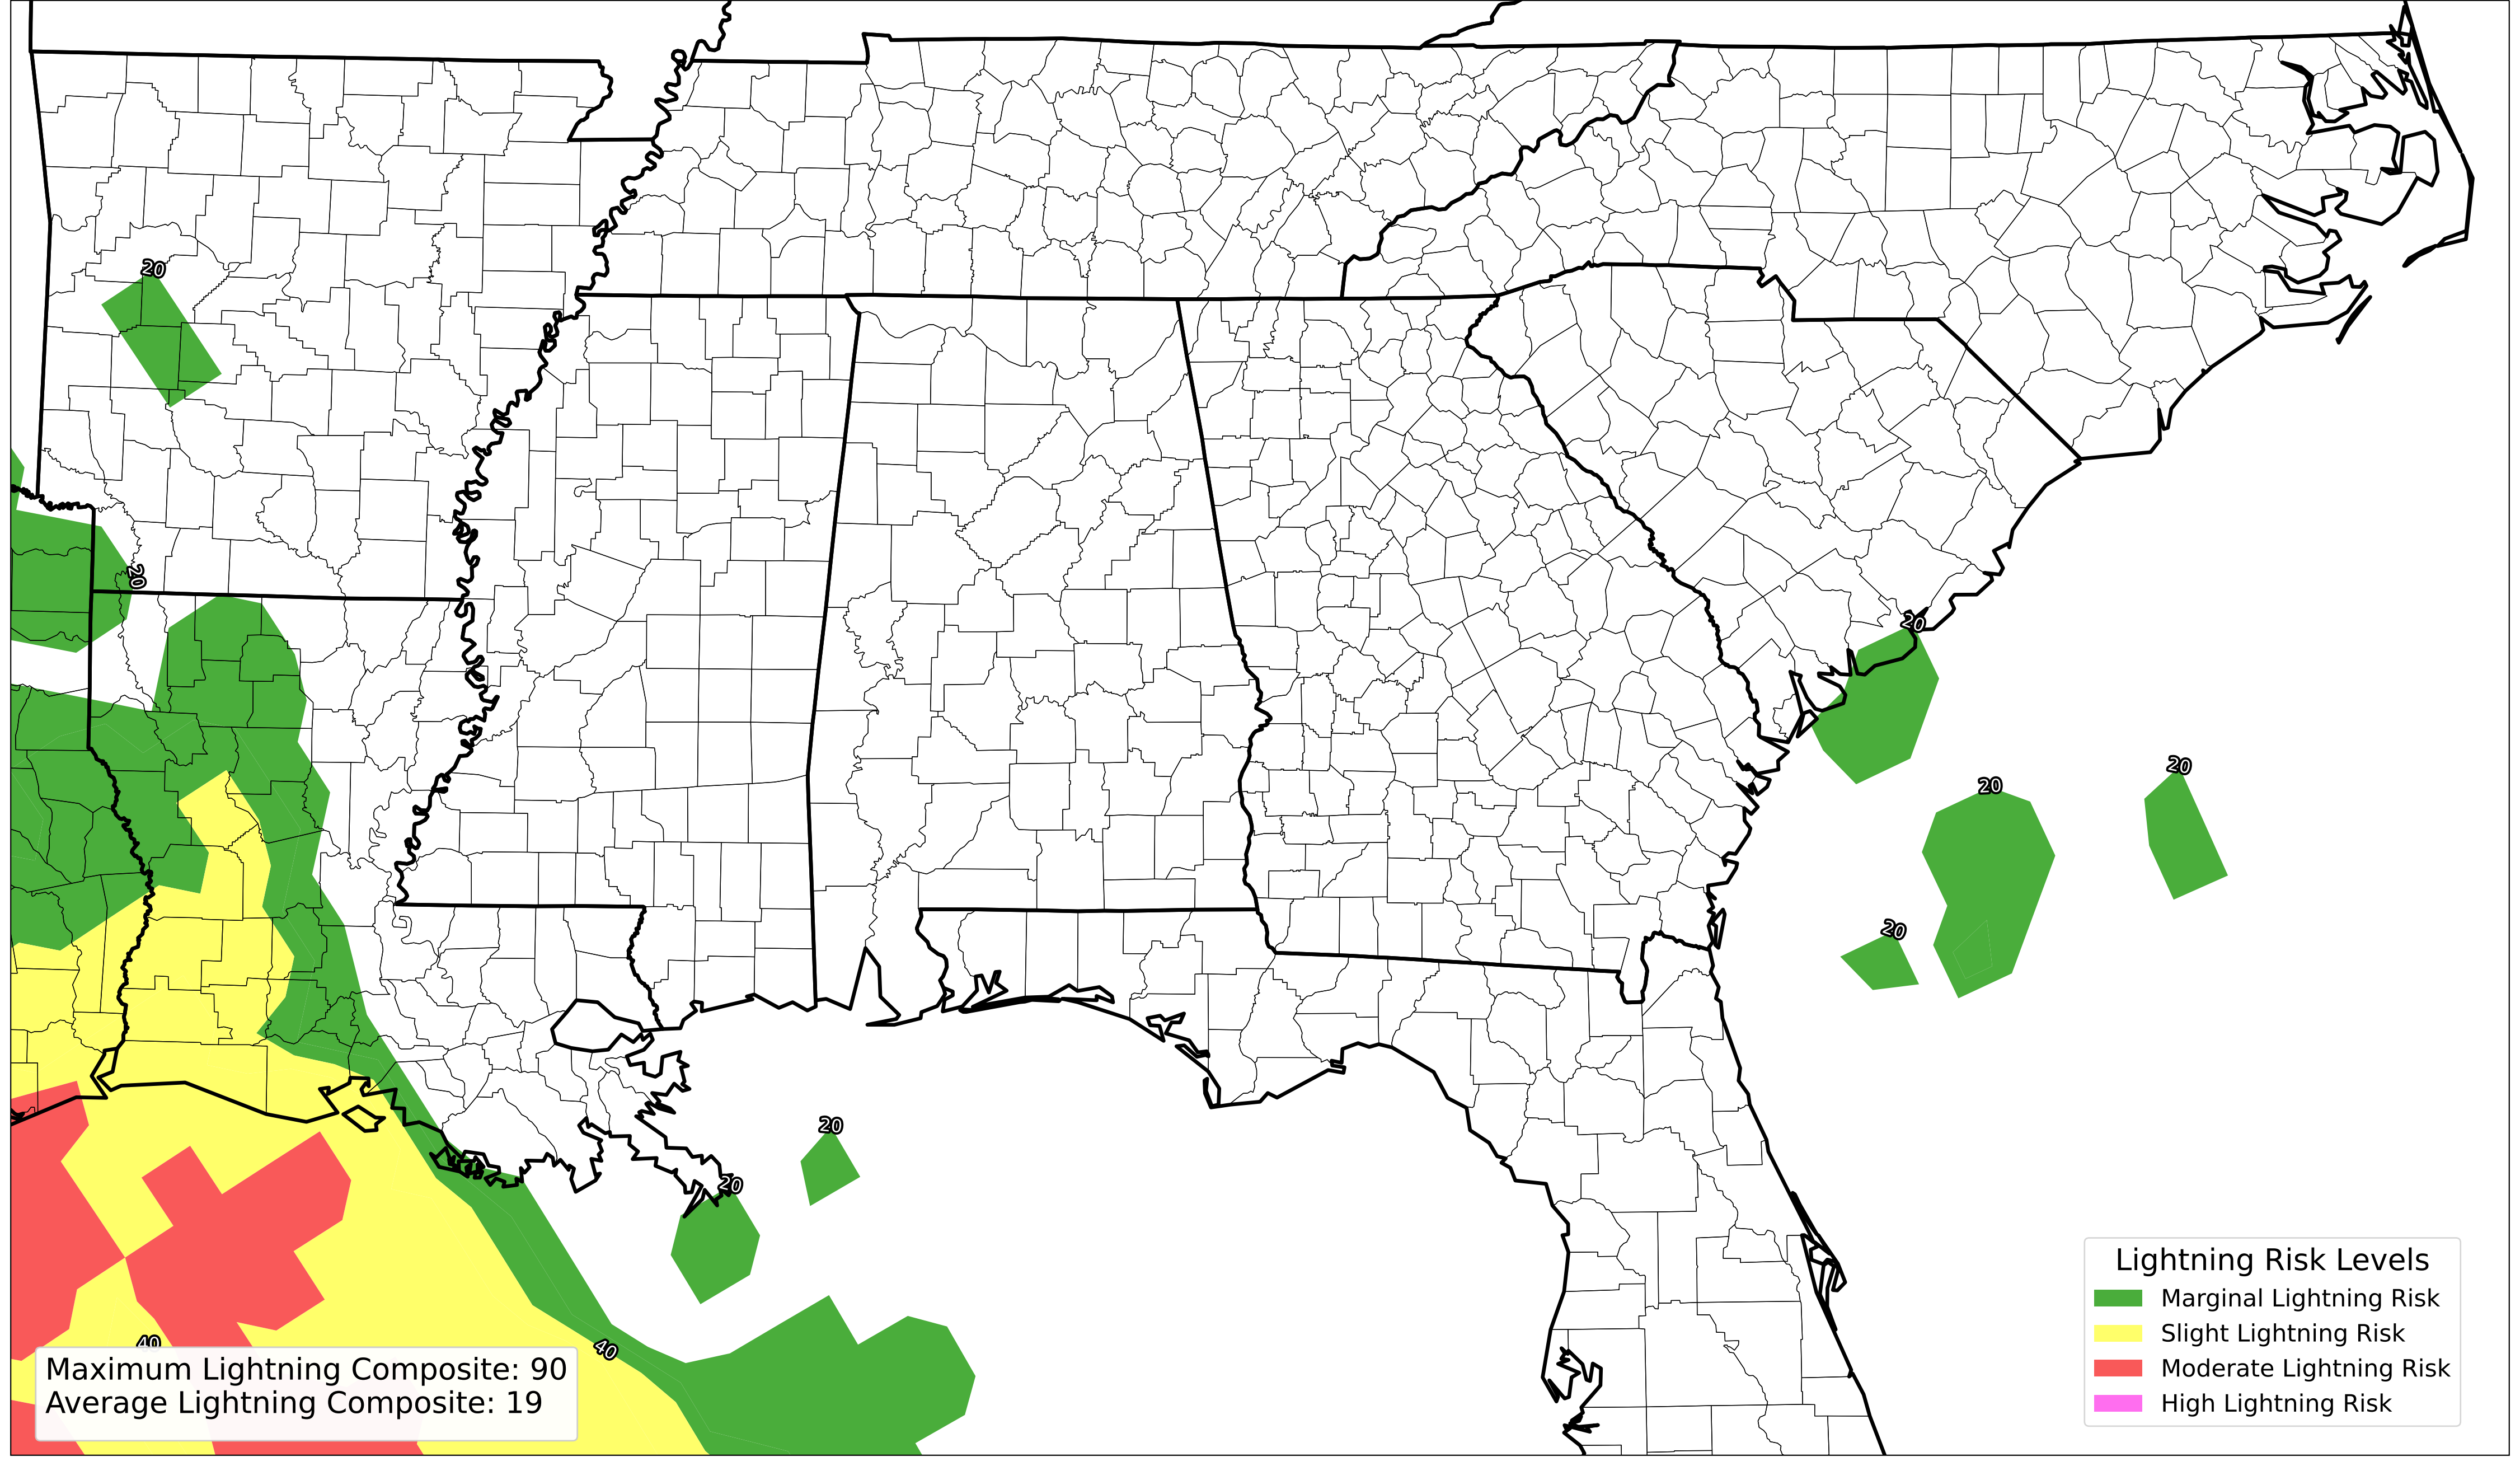 20
20
20
20
20
20
20
20
40
40
Maximum Lightning Composite: 90
Average Lightning Composite: 19
Lightning Risk Levels
Marginal Lightning Risk
Slight Lightning Risk
Moderate Lightning Risk
High Lightning Risk